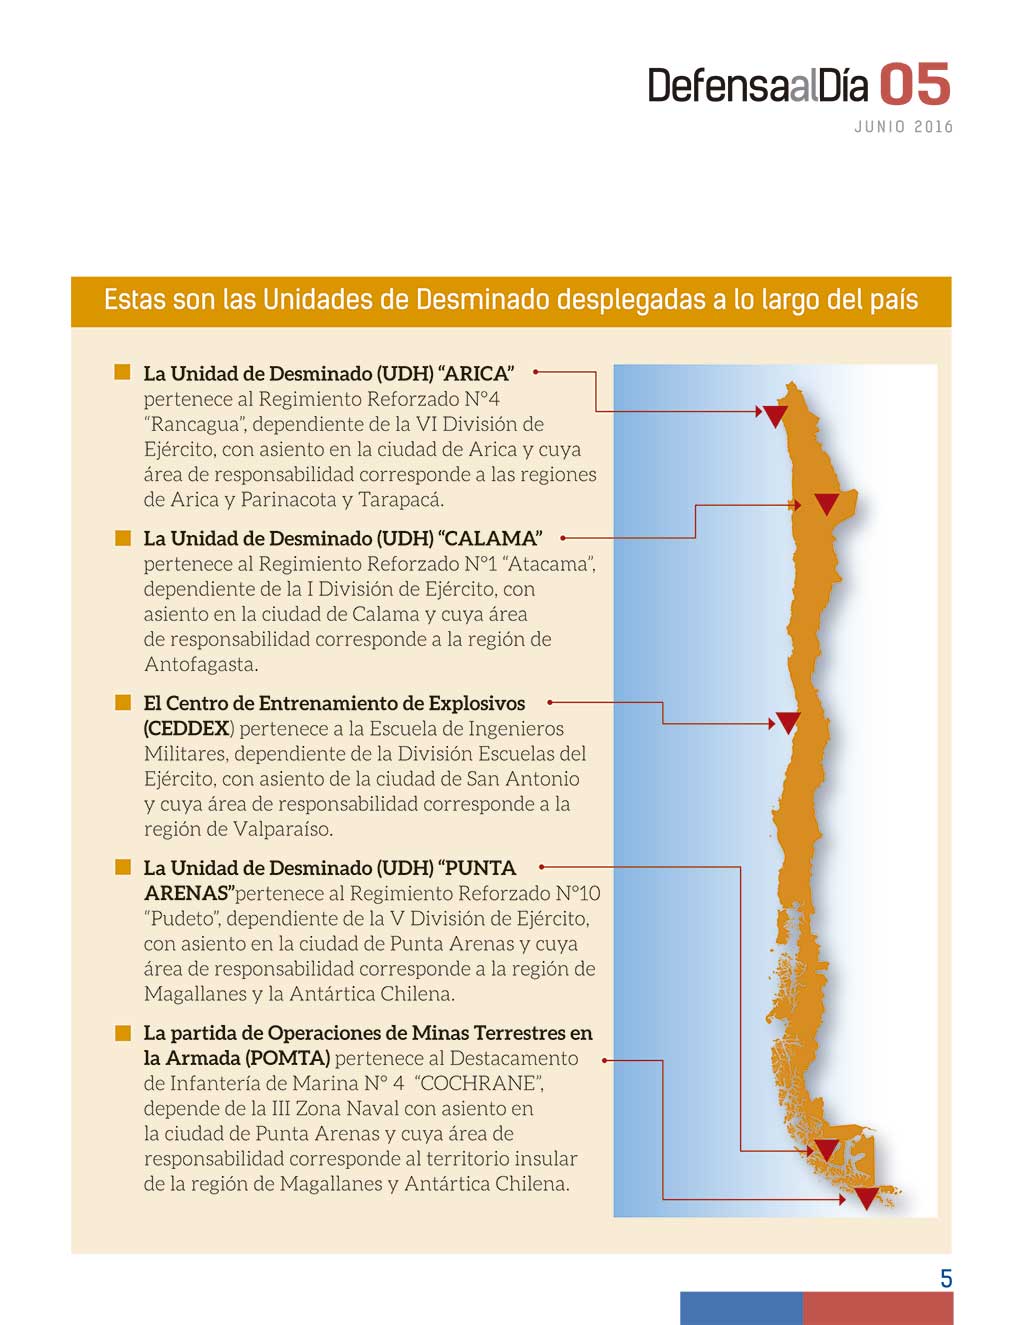 DefensaalDía 05
JUNIO 2016
Estas son las Unidades de Desminado desplegadas a lo largo del país
La Unidad de Desminado (UDH) “ARICA”
pertenece al Regimiento Reforzado N°4
“Rancagua”, dependiente de la VI División de
Ejército, con asiento en la ciudad de Arica y cuya
área de responsabilidad corresponde a las regiones
de Arica y Parinacota y Tarapacá.
La Unidad de Desminado (UDH) “CALAMA”
pertenece al Regimiento Reforzado N°1 “Atacama”,
dependiente de la I División de Ejército, con
asiento en la ciudad de Calama y cuya área
de responsabilidad corresponde a la región de
Antofagasta.
El Centro de Entrenamiento de Explosivos
(CEDDEX) pertenece a la Escuela de Ingenieros
Militares, dependiente de la División Escuelas del
Ejército, con asiento de la ciudad de San Antonio
y cuya área de responsabilidad corresponde a la
región de Valparaíso.
La Unidad de Desminado (UDH) “PUNTA
ARENAS”pertenece al Regimiento Reforzado N°10
“Pudeto”, dependiente de la V División de Ejército,
con asiento en la ciudad de Punta Arenas y cuya
área de responsabilidad corresponde a la región de
Magallanes y la Antártica Chilena.
La partida de Operaciones de Minas Terrestres en
la Armada (POMTA) pertenece al Destacamento
de Infantería de Marina N° 4 “COCHRANE”,
depende de la III Zona Naval con asiento en
la ciudad de Punta Arenas y cuya área de
responsabilidad corresponde al territorio insular
de la región de Magallanes y Antártica Chilena.
5